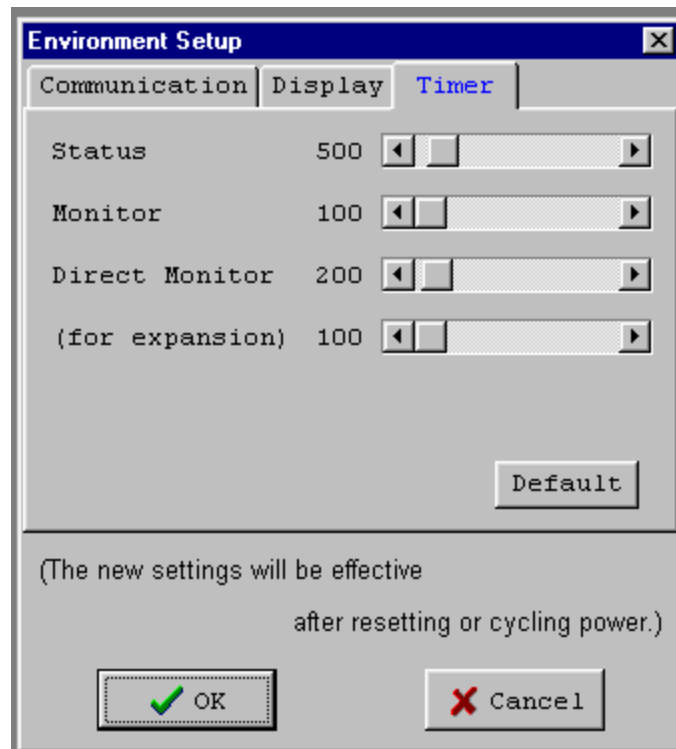 Environment Setup
Communication Display Timer
Status 500
Monitor 100
Direct Monitor 200
(for expansion) 100
Default
(The new settings will be effective
after resetting or cycling power.)
OK Cancel